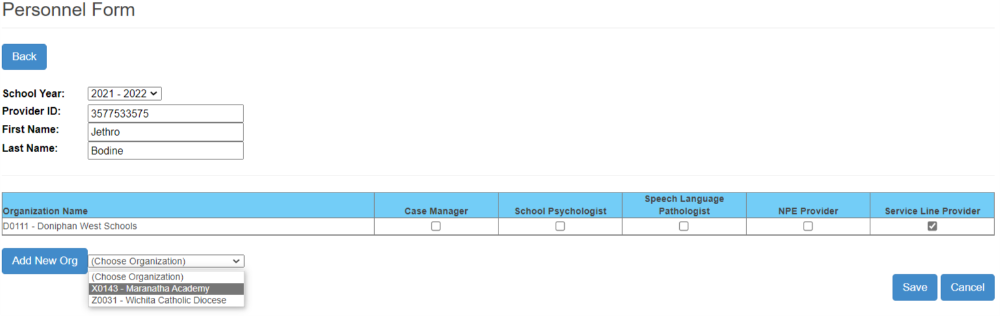 Personnel Form
Back
School Year: 2021 - 2022
Provider ID: 3577533575
First Name: Jethro
Last Name: Bodine
Organization Name Case Manager School Psychologist Speech Language Pathologist NPE Provider Service Line Provider
D0111 - Doniphan West Schools
Add New Org (Choose Organization)
(Choose Organization)
X0143 - Maranatha Academy
Z0031 - Wichita Catholic Diocese
Save Cancel